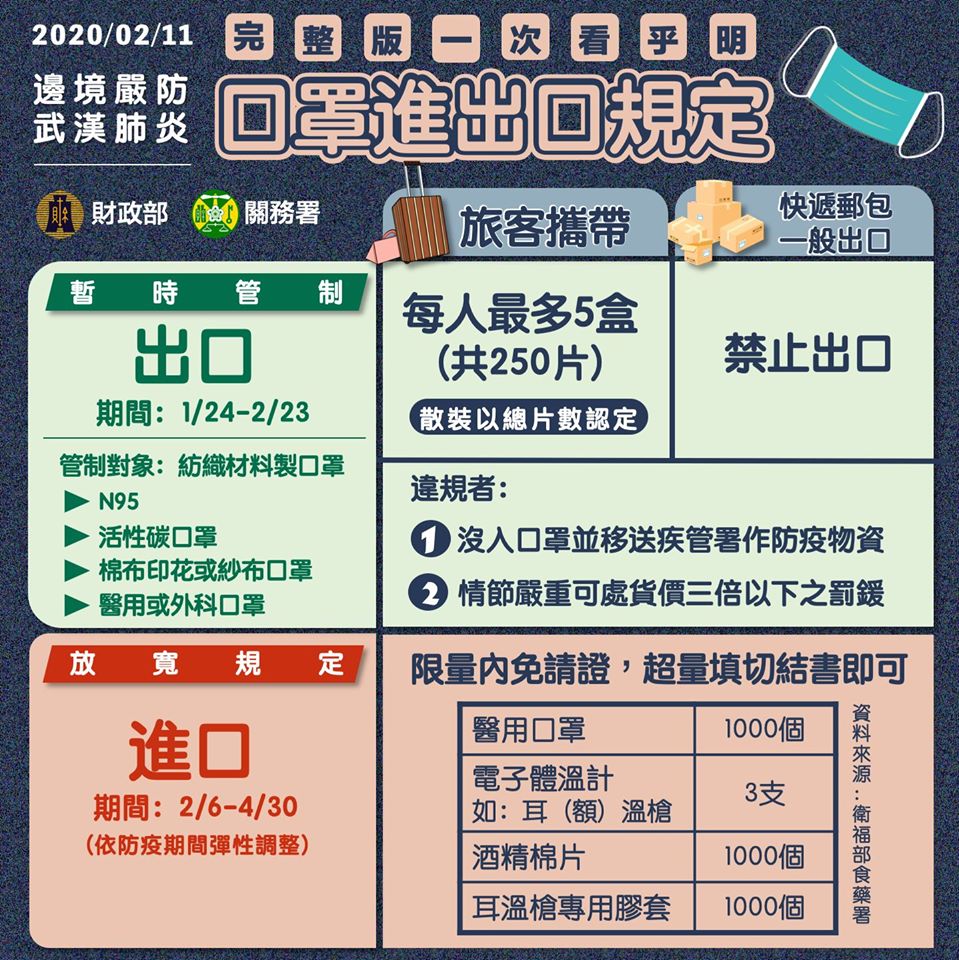 2020/02/11
完整版一次看乎明
邊境嚴防
武漢肺炎
口罩進出口規定
財政部
關務署
旅客攜帶
快遞郵包
一般出口
暫時管制
出口
期間：1/24-2/23
管制對象：紡織材料製口罩
▶ N95
▶ 活性碳口罩
▶ 棉布印花或紗布口罩
▶ 醫用或外科口罩
每人最多5盒
（共250片）
散裝以總片數認定
禁止出口
違規者：
1 沒入口罩並移送疾管署作防疫物資
2 情節嚴重可處貨價三倍以下之罰鍰
放寬規定
進口
期間：2/6-4/30
（依防疫期間彈性調整）
限量內免請證，超量填切結書即可
醫用口罩 1000個
電子體溫計
如：耳（額）溫槍 3支
酒精棉片 1000個
耳溫槍專用膠套 1000個
資料來源：衛福部食藥署